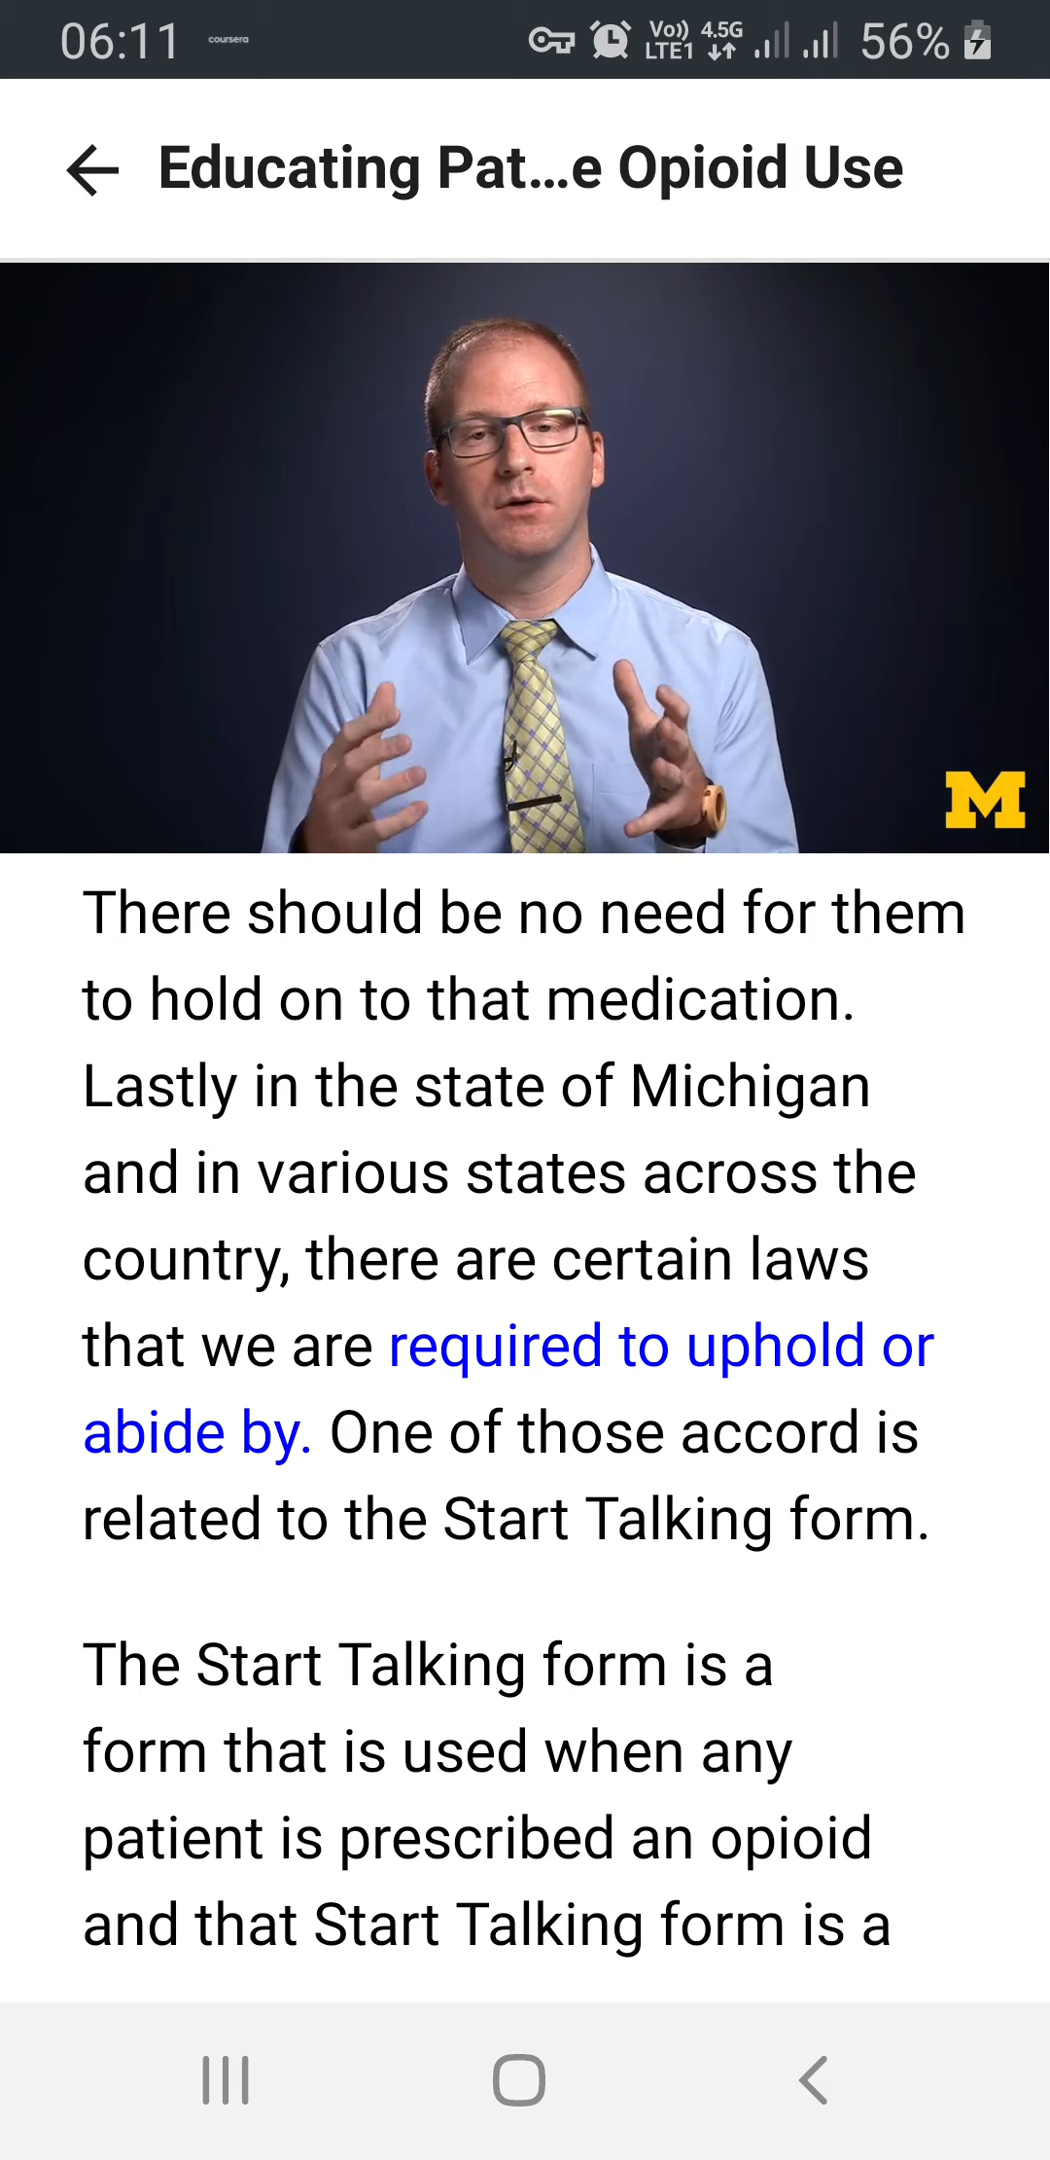 06:11 coursera Vo)) LTE1 4.5G 56%
Educating Pat...e Opioid Use
M
There should be no need for them
to hold on to that medication.
Lastly in the state of Michigan
and in various states across the
country, there are certain laws
that we are required to uphold or
abide by. One of those accord is
related to the Start Talking form.
The Start Talking form is a
form that is used when any
patient is prescribed an opioid
and that Start Talking form is a